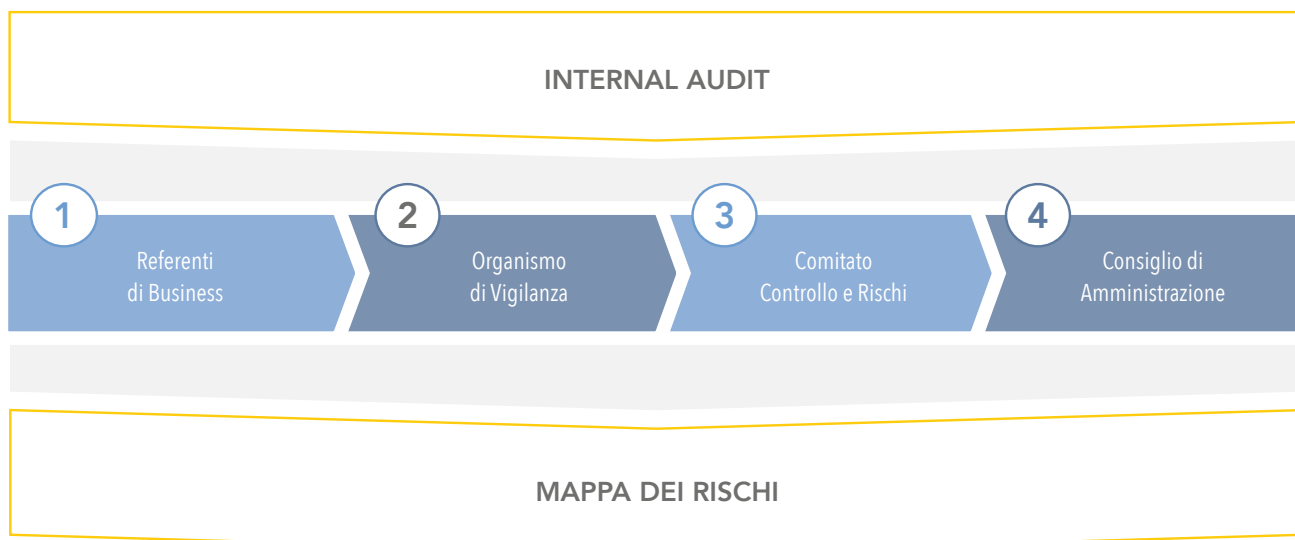 INTERNAL AUDIT
1
Referenti
di Business
2
Organismo
di Vigilanza
3
Comitato
Controllo e Rischi
4
Consiglio di
Amministrazione
MAPPA DEI RISCHI